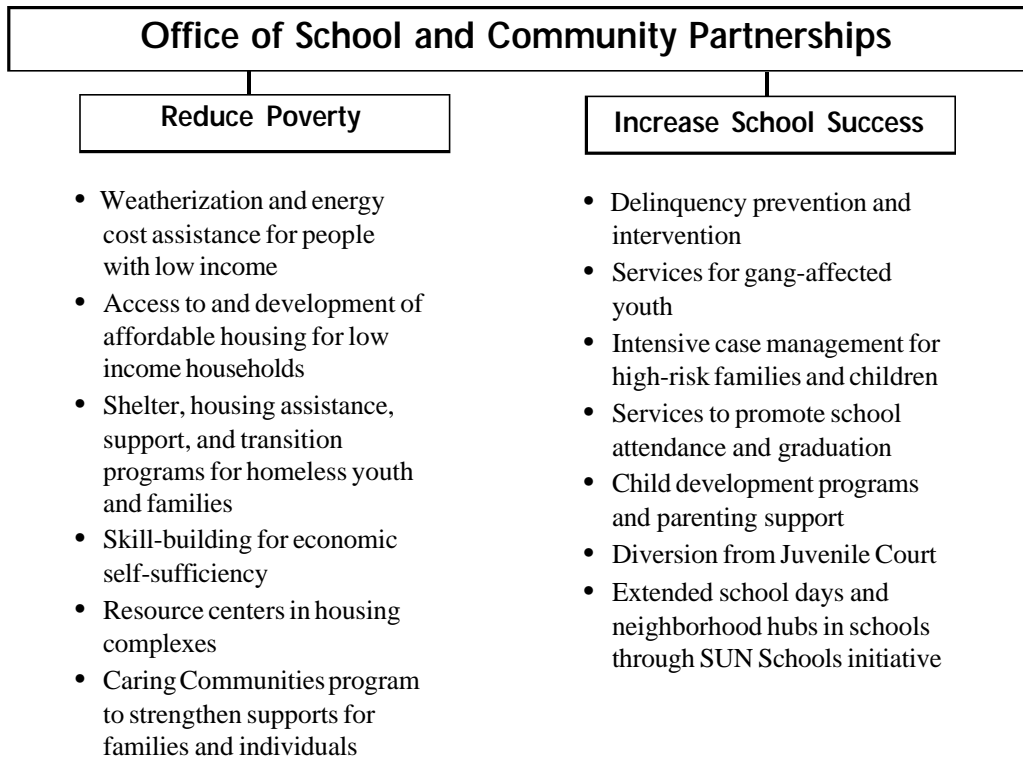 Office of School and Community Partnerships
Reduce Poverty
• Weatherization and energy
cost assistance for people
with low income
• Access to and development of
affordable housing for low
income households
• Shelter, housing assistance,
support, and transition
programs for homeless youth
and families
• Skill-building for economic
self-sufficiency
• Resource centers in housing
complexes
• Caring Communities program
to strengthen supports for
families and individuals
Increase School Success
• Delinquency prevention and
intervention
• Services for gang-affected
youth
• Intensive case management for
high-risk families and children
• Services to promote school
attendance and graduation
• Child development programs
and parenting support
• Diversion from Juvenile Court
• Extended school days and
neighborhood hubs in schools
through SUN Schools initiative